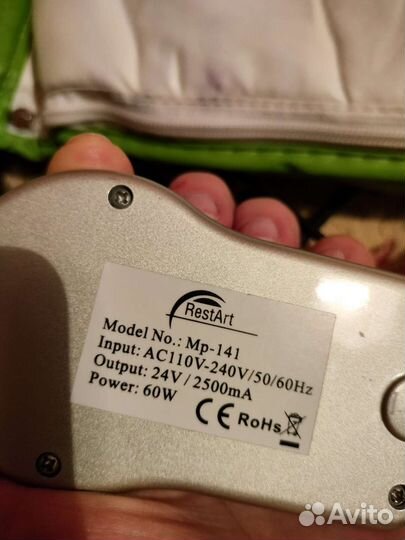 RestArt
Model No.: Mp-141
Input: AC110V-240V/50/60Hz
Output: 24V / 2500mA
Power: 60W
CE RoHs
Avito